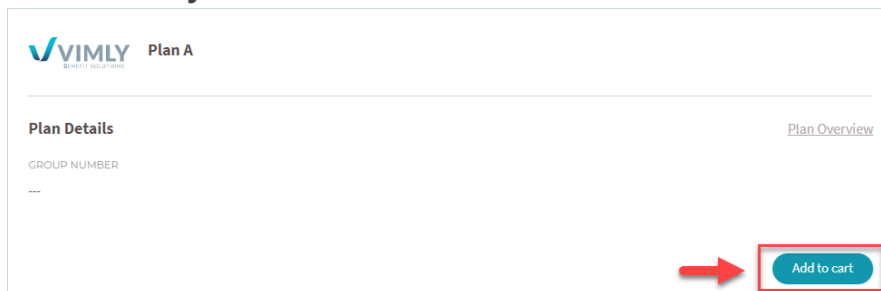 VIMLY
BENEFIT SOLUTIONS
Plan A
Plan Details
Plan Overview
GROUP NUMBER
---
Add to cart